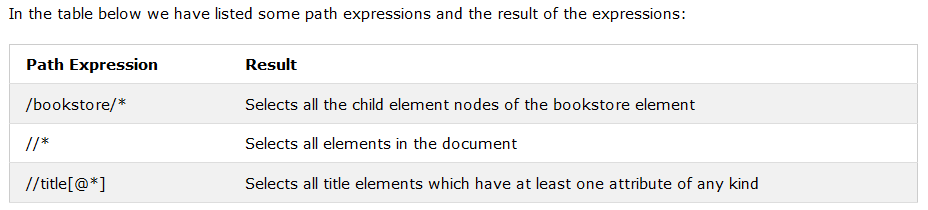 In the table below we have listed some path expressions and the result of the expressions:
Path Expression Result
/bookstore/* Selects all the child element nodes of the bookstore element
//* Selects all elements in the document
//title[@*] Selects all title elements which have at least one attribute of any kind